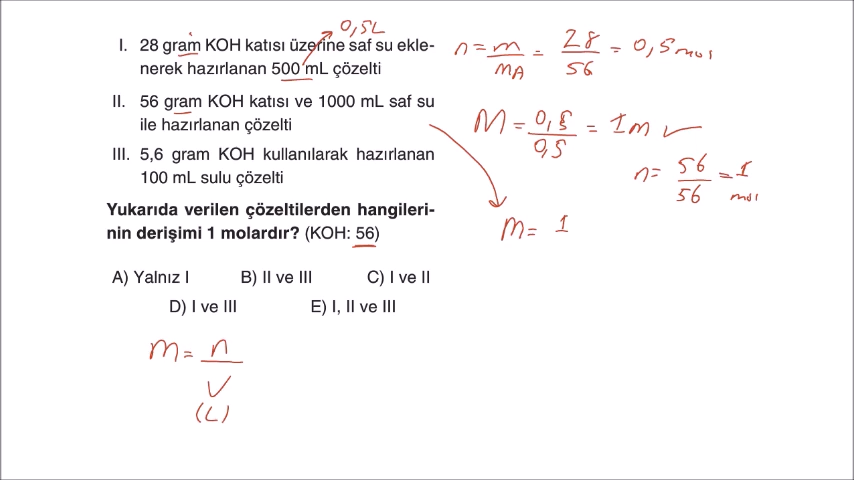 0,5L
I. 28 gram KOH katısı üzerine saf su ekle-
nerek hazırlanan 500 mL çözelti
II. 56 gram KOH katısı ve 1000 mL saf su
ile hazırlanan çözelti
III. 5,6 gram KOH kullanılarak hazırlanan
100 mL sulu çözelti
Yukarıda verilen çözeltilerden hangileri-
nin derişimi 1 molardır? (KOH: 56)
A) Yalnız I B) II ve III C) I ve II
D) I ve III E) I, II ve III
n = m/MA = 28/56 = 0,5 mol
M = 0,5/0,5 = 1M ✓
n = 56/56 = 1 mol
M = 1
M = n/V
(L)